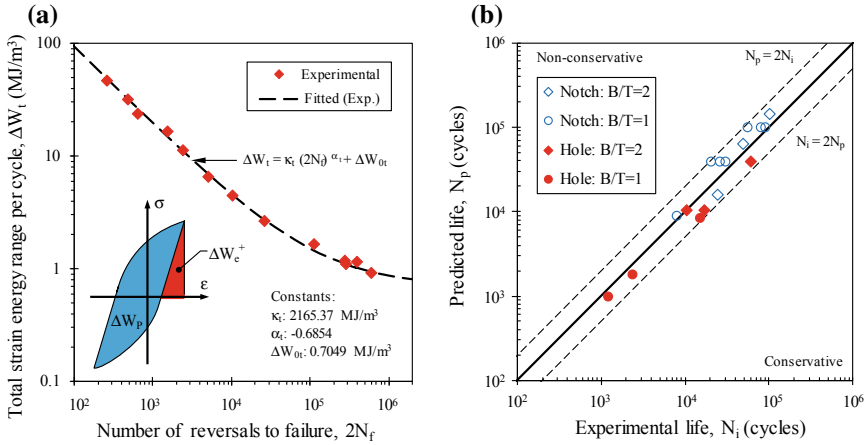 (a)
Total strain energy range per cycle, ΔWₜ (MJ/m³)
100
10
1
0.1
Experimental
Fitted (Exp.)
ΔWₜ = κₜ (2Nf) ^αₜ + ΔW₀ₜ
σ
ε
ΔWₑ⁺
ΔWₚ
Constants:
κₜ: 2165.37 MJ/m³
αₜ: -0.6854
ΔW₀ₜ: 0.7049 MJ/m³
10² 10³ 10⁴ 10⁵ 10⁶
Number of reversals to failure, 2Nf
(b)
Predicted life, Nₚ (cycles)
10⁶
10⁵
10⁴
10³
10²
Non-conservative
Nₚ = 2Nᵢ
Notch: B/T=2
Notch: B/T=1
Hole: B/T=2
Hole: B/T=1
Nᵢ = 2Nₚ
Conservative
10² 10³ 10⁴ 10⁵ 10⁶
Experimental life, Nᵢ (cycles)